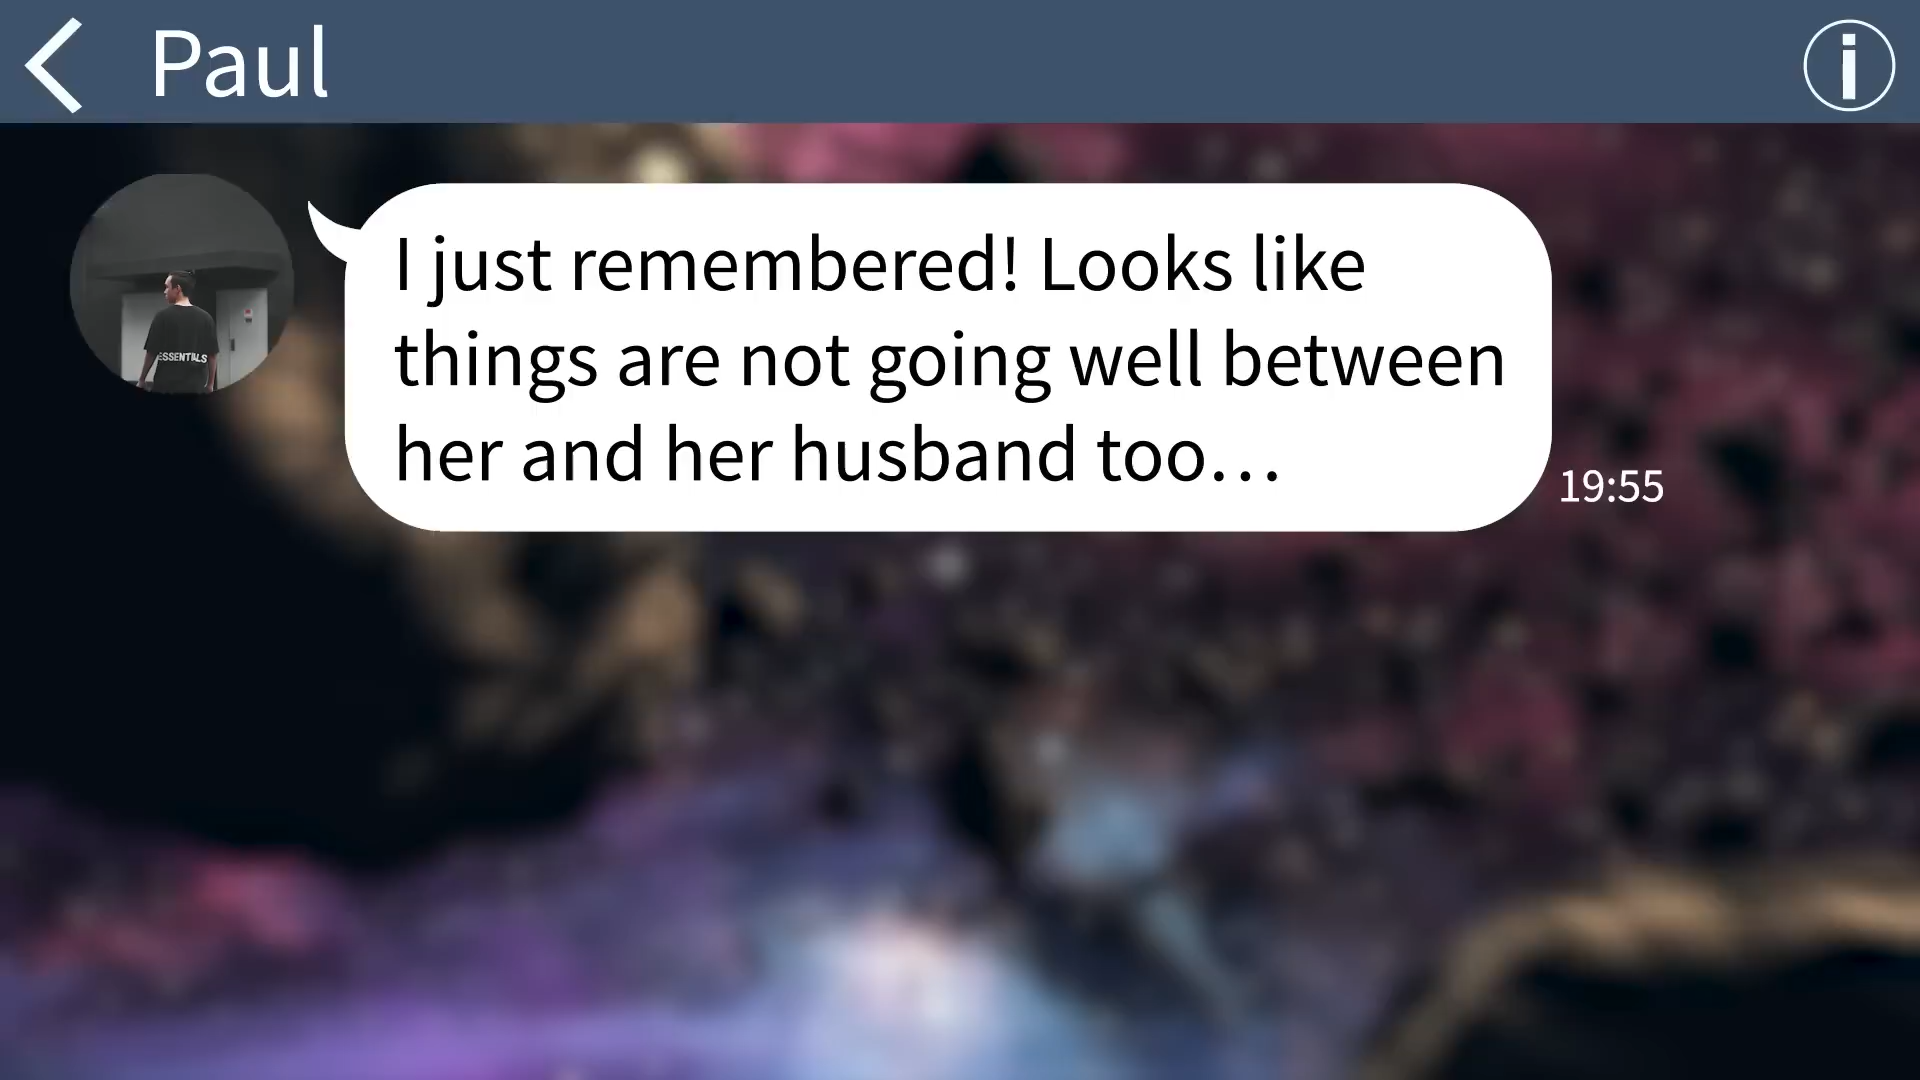 Paul
ESSENTIALS
I just remembered! Looks like
things are not going well between
her and her husband too…
19:55